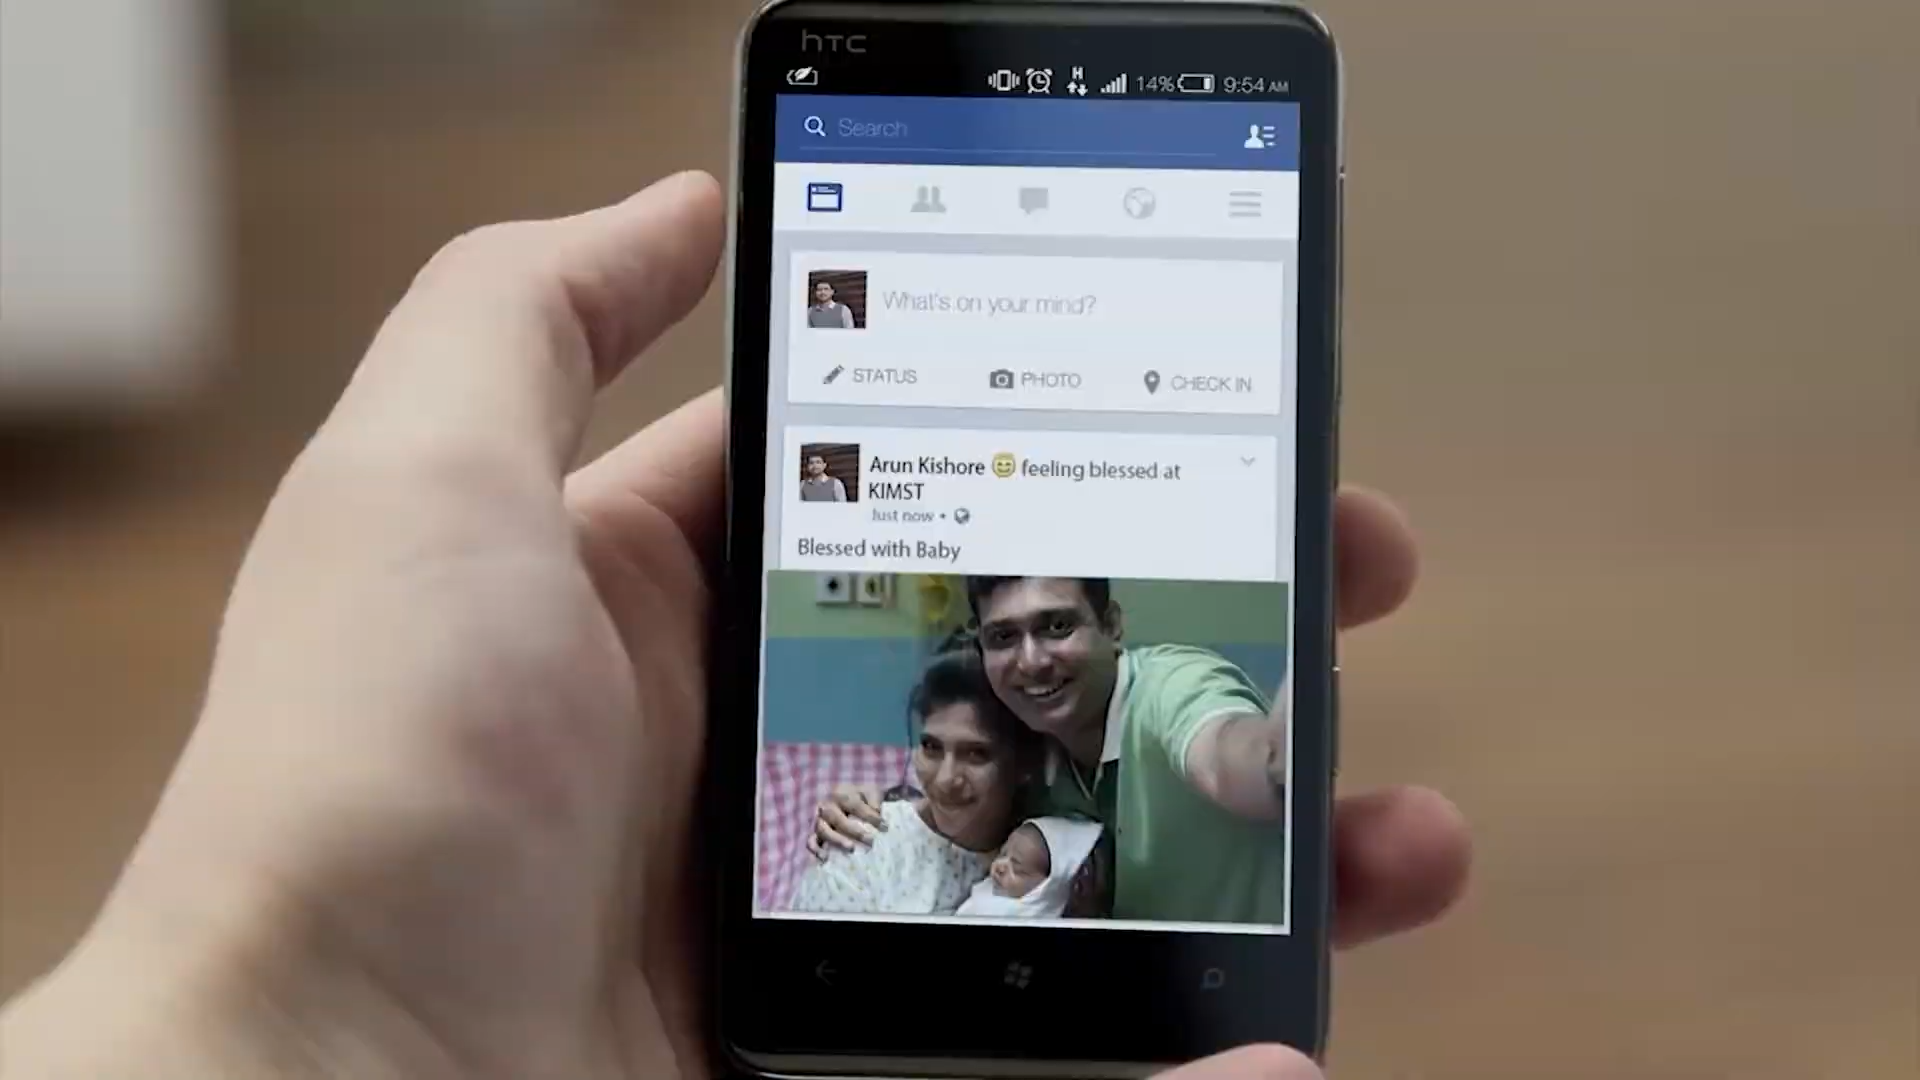 hTC
H
14%
9:54 AM
Search
What's on your mind?
STATUS
PHOTO
CHECK IN
Arun Kishore 😇 feeling blessed at
KIMST
Just now •
Blessed with Baby